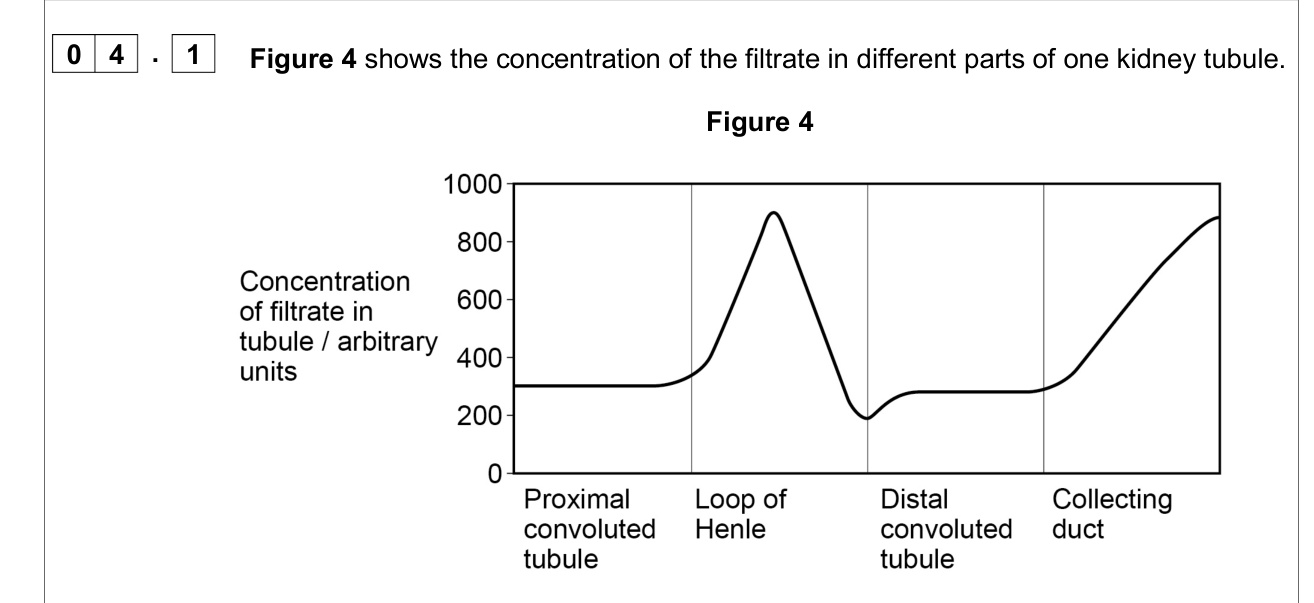 0 4 . 1 Figure 4 shows the concentration of the filtrate in different parts of one kidney tubule.
Figure 4
1000
800
600
400
200
0
Concentration
of filtrate in
tubule / arbitrary
units
Proximal
convoluted
tubule
Loop of
Henle
Distal
convoluted
tubule
Collecting
duct